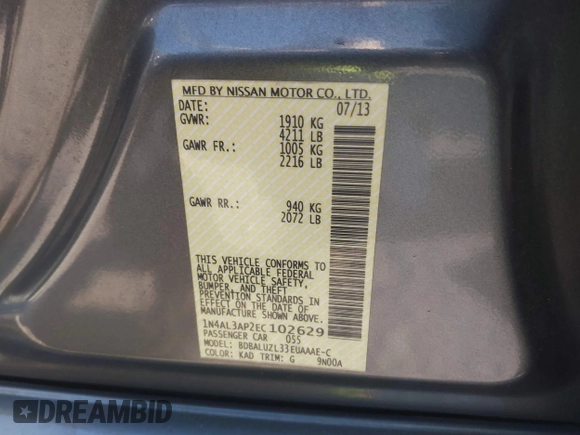 MFD BY NISSAN MOTOR CO., LTD.
DATE: 07/13
GVWR: 1910 KG
4211 LB
GAWR FR.: 1005 KG
2216 LB
GAWR RR.: 940 KG
2072 LB
THIS VEHICLE CONFORMS TO
ALL APPLICABLE FEDERAL
MOTOR VEHICLE SAFETY,
BUMPER, AND THEFT
PREVENTION STANDARDS IN
EFFECT ON THE DATE OF
MANUFACTURE SHOWN ABOVE.
1N4AL3AP2EC102629
PASSENGER CAR 055
MODEL: BDBALUZL33EUAAAE-C
COLOR: KAD TRIM: G 9N00A
DREAMBID